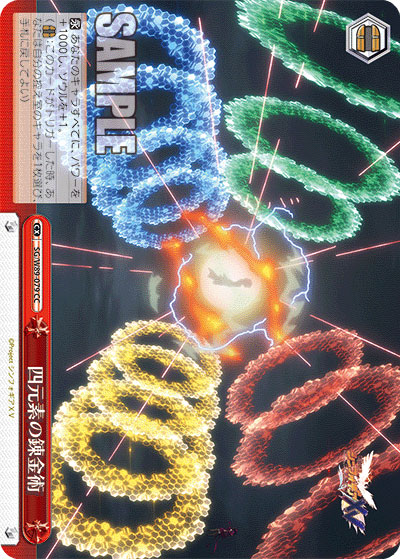 SAMPLE
あなたのキャラすべてに、パワーを
+1000し、ソウルを+1。
（：このカードがトリガーした時、あ
なたは自分の控え室のキャラを1枚選び、
手札に戻してよい）
CX
SG/W89-079 CC
四元素の錬金術
©Project シンフォギアＸＶ